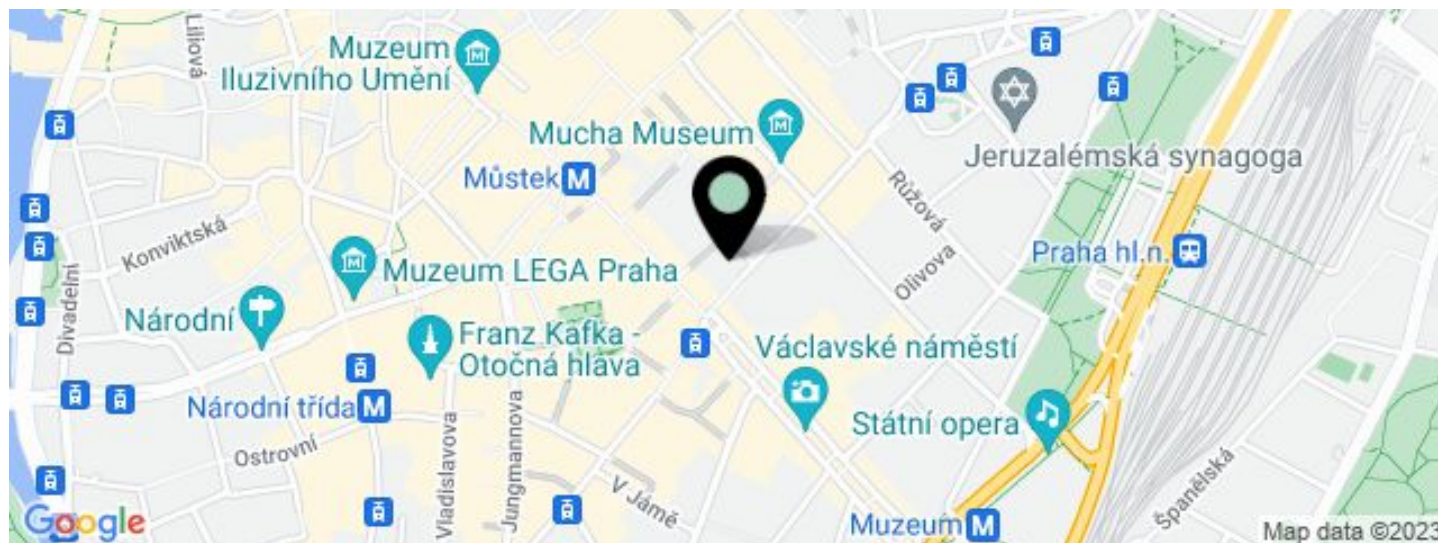 Liliová
Muzeum
Iluzivního Umění
Mucha Museum
Jeruzalémská synagoga
Můstek M
Růžová
Konviktská
Olivova
Praha hl.n.
Muzeum LEGA Praha
Divadelní
Národní
Franz Kafka -
Otočná hlava
Václavské náměstí
Národní třída M
Státní opera
Ostrovní
Vladislavova
Jungmannova
V Jámě
Španělská
Muzeum M
Google
Map data ©2023